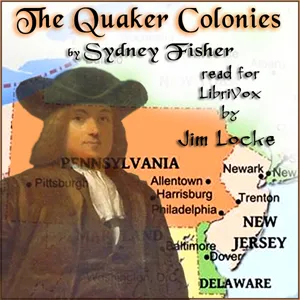 The Quaker Colonies
by Sydney Fisher
read for
LibriVox
by
Jim Locke
PENNSYLVANIA
Pittsburgh
Allentown
Harrisburg
Philadelphia
Newark
New
Trenton
NEW
JERSEY
Baltimore
Dover
DELAWARE